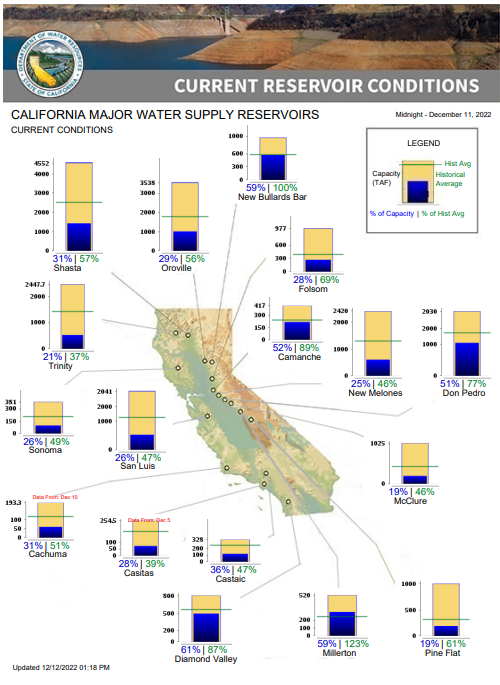 DEPARTMENT OF WATER RESOURCES
STATE OF CALIFORNIA
CURRENT RESERVOIR CONDITIONS
CALIFORNIA MAJOR WATER SUPPLY RESERVOIRS
Midnight - December 11, 2022
CURRENT CONDITIONS
LEGEND
Capacity
(TAF)
Hist Avg
Historical
Average
% of Capacity | % of Hist Avg
4552
4000
3000
2000
1000
0
31% | 57%
Shasta
3538
3000
2000
1000
0
29% | 56%
Oroville
1000
600
300
0
59% | 100%
New Bullards Bar
977
600
300
0
28% | 69%
Folsom
2447.7
2000
1000
0
21% | 37%
Trinity
417
300
150
0
52% | 89%
Camanche
2420
2000
1000
0
25% | 46%
New Melones
2030
2000
1000
0
51% | 77%
Don Pedro
381
300
150
0
26% | 49%
Sonoma
2041
2000
1000
0
26% | 47%
San Luis
1025
0
19% | 46%
McClure
Data From: Dec 10
193.3
100
50
0
31% | 51%
Cachuma
Data From: Dec 5
254.5
100
50
0
28% | 39%
Casitas
325
200
100
0
36% | 47%
Castaic
800
500
200
0
61% | 87%
Diamond Valley
520
200
100
0
59% | 123%
Millerton
1000
500
0
19% | 61%
Pine Flat
Updated 12/12/2022 01:18 PM